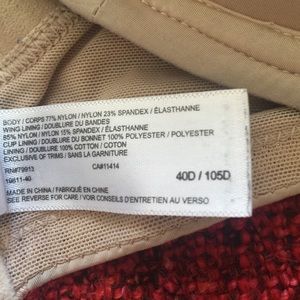 BODY / CORPS 77% NYLON / NYLON 23% SPANDEX / ÉLASTHANNE
WING LINING / DOUBLURE DU BANDES
85% NYLON / NYLON 15% SPANDEX / ÉLASTHANNE
CUP LINING / DOUBLURE DU BONNET 100% POLYESTER / POLYESTER
LINING / DOUBLURE 100% COTTON / COTON
EXCLUSIVE OF TRIMS / SAN LA GARNITURE
RN#79913 CA#11414
19811-40 40D / 105D
MADE IN CHINA / FABRIQUÉ EN CHINE
SEE REVERSE FOR CARE / VOIR CONSEILS D'ENTRETIEN AU VERSO